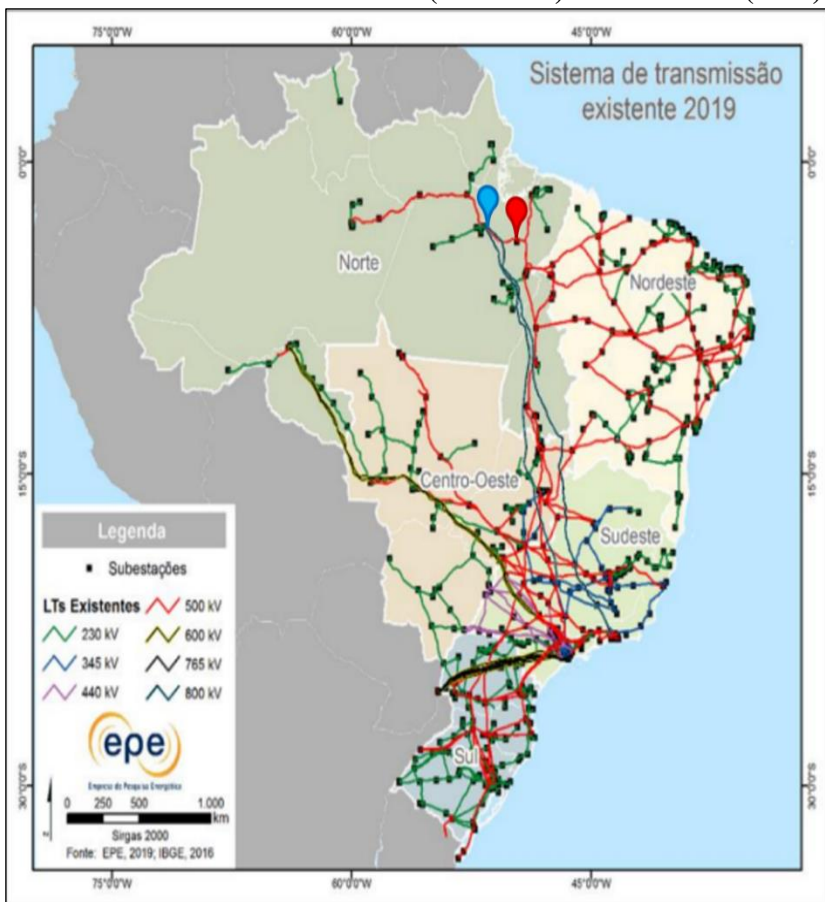 75°0'0"W 60°0'0"W 45°0'0"W
Sistema de transmissão
existente 2019
0°0'0" 0°0'0"
Norte
Nordeste
15°0'0"S 15°0'0"S
Centro-Oeste
Sudeste
Sul
Legenda
Subestações
LTs Existentes 500 kV
230 kV 600 kV
345 kV 765 kV
440 kV 800 kV
epe
Empresa de Pesquisa Energética
30°0'0"S 30°0'0"S
0 250 500 1.000
km
Sirgas 2000
Fonte: EPE, 2019; IBGE, 2016
75°0'0"W 60°0'0"W 45°0'0"W